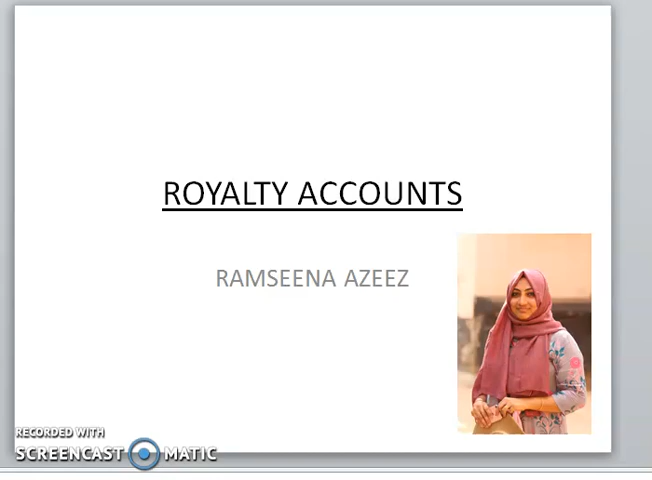 ROYALTY ACCOUNTS
RAMSEENA AZEEZ
RECORDED WITH
SCREENCAST MATIC